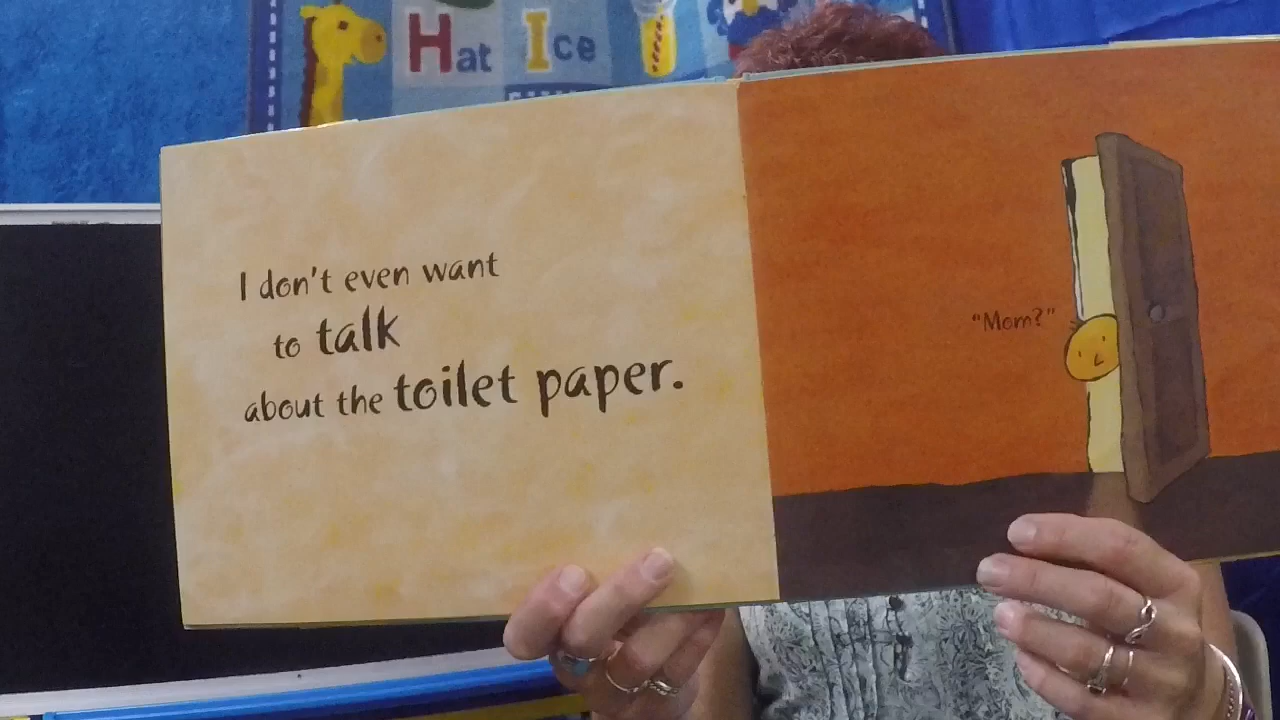 Hat Ice
I don't even want
to talk
about the toilet paper.
"Mom?"